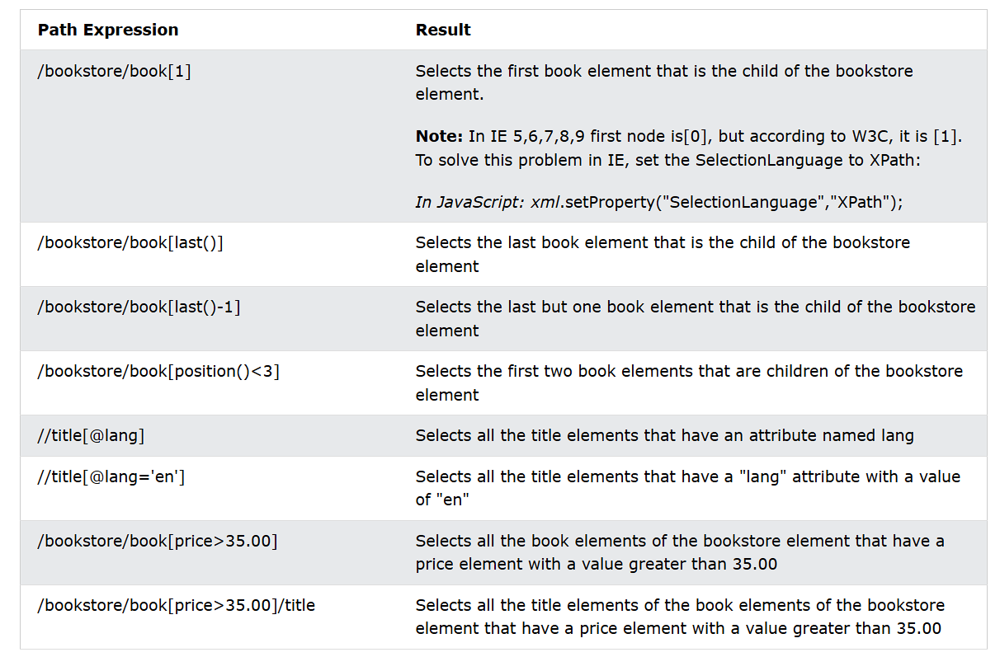 Path Expression Result
/bookstore/book[1] Selects the first book element that is the child of the bookstore
element.
Note: In IE 5,6,7,8,9 first node is[0], but according to W3C, it is [1].
To solve this problem in IE, set the SelectionLanguage to XPath:
In JavaScript: xml.setProperty("SelectionLanguage","XPath");
/bookstore/book[last()] Selects the last book element that is the child of the bookstore
element
/bookstore/book[last()-1] Selects the last but one book element that is the child of the bookstore
element
/bookstore/book[position()<3] Selects the first two book elements that are children of the bookstore
element
//title[@lang] Selects all the title elements that have an attribute named lang
//title[@lang='en'] Selects all the title elements that have a "lang" attribute with a value
of "en"
/bookstore/book[price>35.00] Selects all the book elements of the bookstore element that have a
price element with a value greater than 35.00
/bookstore/book[price>35.00]/title Selects all the title elements of the book elements of the bookstore
element that have a price element with a value greater than 35.00